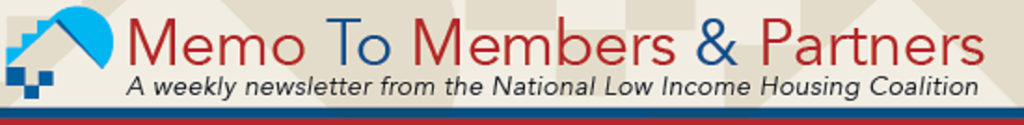 Memo To Members & Partners
A weekly newsletter from the National Low Income Housing Coalition